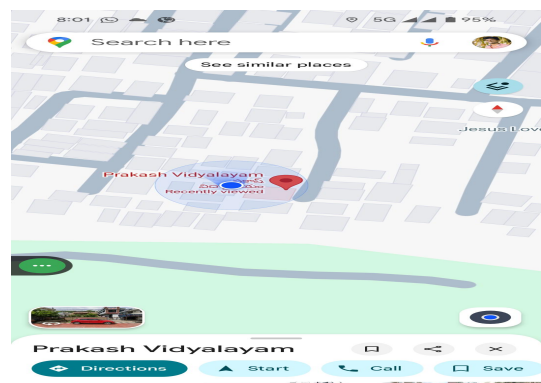 8:01
5G 95%
Search here
See similar places
Jesus Love
Prakash Vidyalayam
Recently viewed
Prakash Vidyalayam
Directions
Start
Call
Save